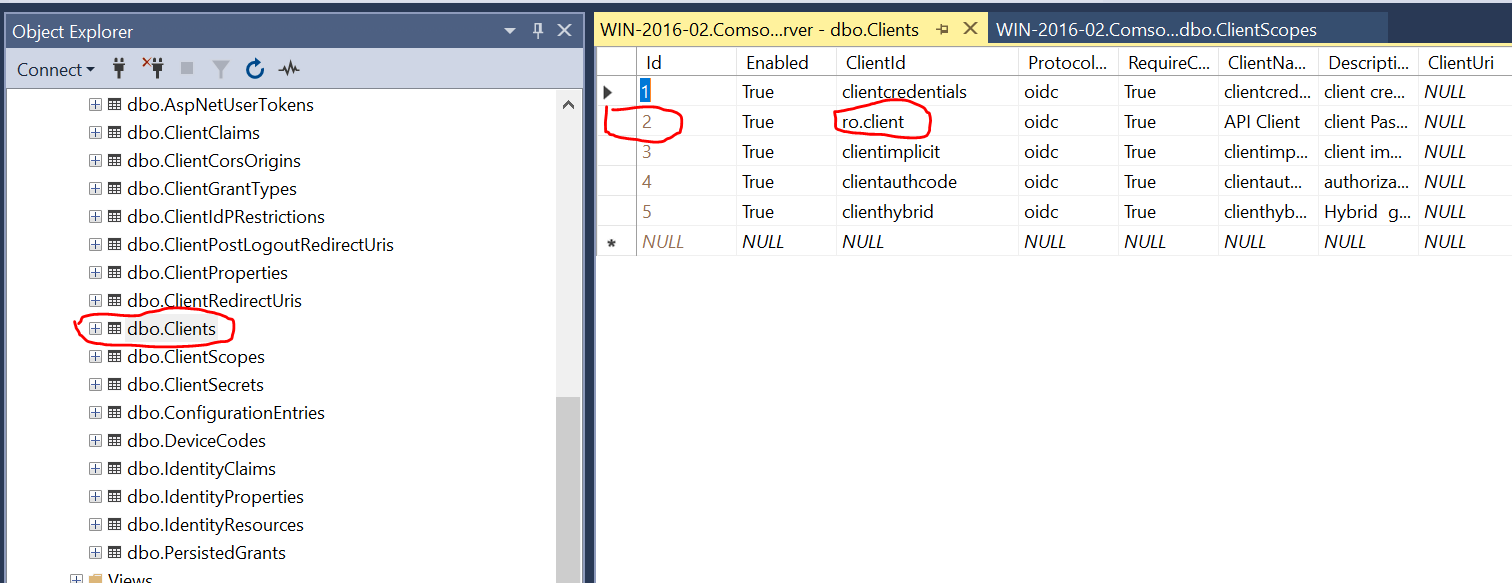 Object Explorer
Connect
dbo.AspNetUserTokens
dbo.ClientClaims
dbo.ClientCorsOrigins
dbo.ClientGrantTypes
dbo.ClientIdPRestrictions
dbo.ClientPostLogoutRedirectUris
dbo.ClientProperties
dbo.ClientRedirectUris
dbo.Clients
dbo.ClientScopes
dbo.ClientSecrets
dbo.ConfigurationEntries
dbo.DeviceCodes
dbo.IdentityClaims
dbo.IdentityProperties
dbo.IdentityResources
dbo.PersistedGrants
Views
WIN-2016-02.Comso...rver - dbo.Clients WIN-2016-02.Comso...dbo.ClientScopes
Id Enabled ClientId Protocol... RequireC... ClientNa... Descripti... ClientUri
1 True clientcredentials oidc True clientcred... client cre... NULL
2 True ro.client oidc True API Client client Pas... NULL
3 True clientimplicit oidc True clientimp... client im... NULL
4 True clientauthcode oidc True clientaut... authoriza... NULL
5 True clienthybrid oidc True clienthyb... Hybrid g... NULL
* NULL NULL NULL NULL NULL NULL NULL NULL